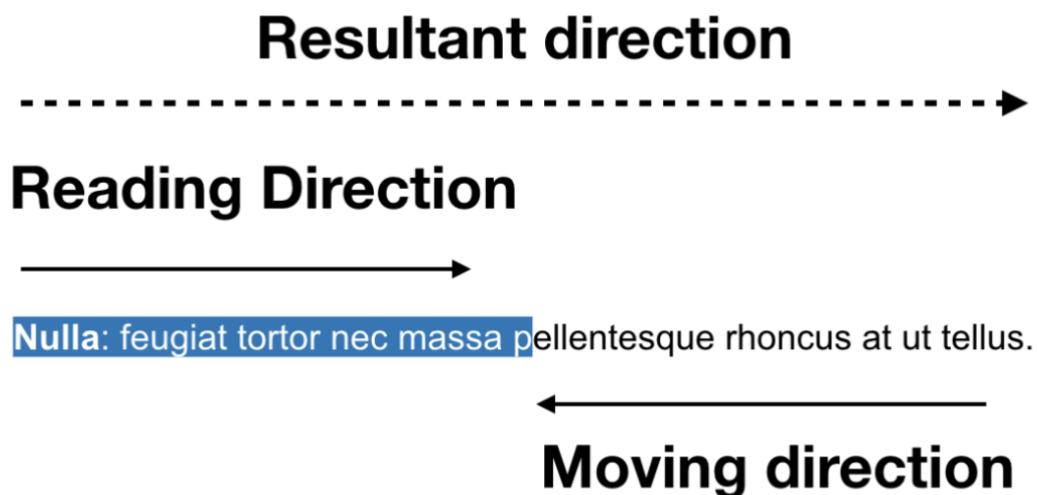 Resultant direction
Reading Direction
Nulla: feugiat tortor nec massa pellentesque rhoncus at ut tellus.
Moving direction